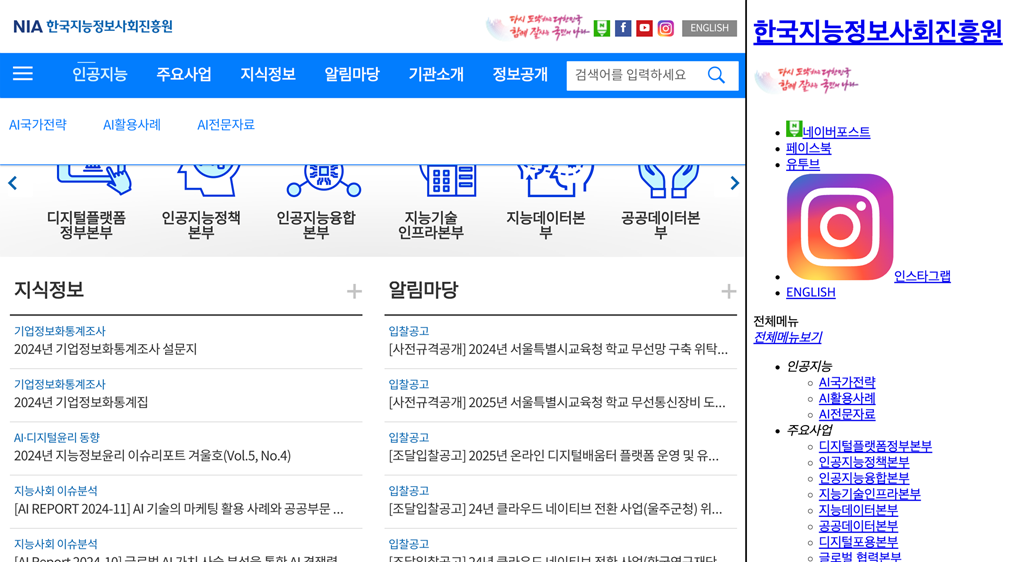 NIA 한국지능정보사회진흥원
다시 도약하는 대한민국
함께 잘사는 국민의 나라
ENGLISH
인공지능 주요사업 지식정보 알림마당 기관소개 정보공개 검색어를 입력하세요
AI국가전략 AI활용사례 AI전문자료
디지털플랫폼
정부본부
인공지능정책
본부
인공지능융합
본부
지능기술
인프라본부
지능데이터본
부
공공데이터본
부
지식정보
기업정보화통계조사
2024년 기업정보화통계조사 설문지
기업정보화통계조사
2024년 기업정보화통계집
AI·디지털윤리 동향
2024년 지능정보윤리 이슈리포트 겨울호(Vol.5, No.4)
지능사회 이슈분석
[AI REPORT 2024-11] AI 기술의 마케팅 활용 사례와 공공부문 ...
지능사회 이슈분석
[AI Report 2024-10] 글로벌 AI 가치 사슬 분석을 통한 AI 경쟁력
알림마당
입찰공고
[사전규격공개] 2024년 서울특별시교육청 학교 무선망 구축 위탁...
입찰공고
[사전규격공개] 2025년 서울특별시교육청 학교 무선통신장비 도...
입찰공고
[조달입찰공고] 2025년 온라인 디지털배움터 플랫폼 운영 및 유...
입찰공고
[조달입찰공고] 24년 클라우드 네이티브 전환 사업(울주군청) 위...
입찰공고
[조달입찰공고] 24년 클라우드 네이티브 전환 사업(한국연구재단
한국지능정보사회진흥원
다시 도약하는 대한민국
함께 잘사는 국민의 나라
네이버포스트
페이스북
유투브
인스타그랩
ENGLISH
전체메뉴
전체메뉴보기
인공지능
AI국가전략
AI활용사례
AI전문자료
주요사업
디지털플랫폼정부본부
인공지능정책본부
인공지능융합본부
지능기술인프라본부
지능데이터본부
공공데이터본부
디지털포용본부
글로벌 협력본부